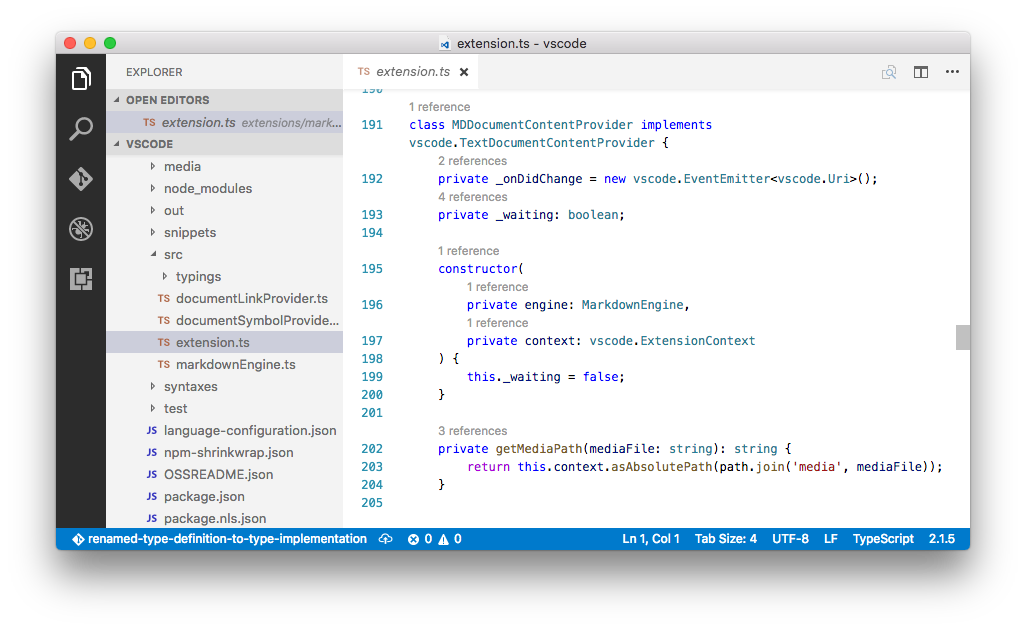 extension.ts - vscode
EXPLORER
OPEN EDITORS
TS extension.ts extensions/mark...
VSCODE
media
node_modules
out
snippets
src
typings
TS documentLinkProvider.ts
TS documentSymbolProvide...
TS extension.ts
TS markdownEngine.ts
syntaxes
test
JS language-configuration.json
JS npm-shrinkwrap.json
JS OSSREADME.json
JS package.json
JS package.nls.json
TS extension.ts
190
1 reference
191 class MDDocumentContentProvider implements
vscode.TextDocumentContentProvider {
2 references
192 private _onDidChange = new vscode.EventEmitter<vscode.Uri>();
4 references
193 private _waiting: boolean;
194
1 reference
195 constructor(
1 reference
196 private engine: MarkdownEngine,
1 reference
197 private context: vscode.ExtensionContext
198 ) {
199 this._waiting = false;
200 }
201
3 references
202 private getMediaPath(mediaFile: string): string {
203 return this.context.asAbsolutePath(path.join('media', mediaFile));
204 }
205
renamed-type-definition-to-type-implementation 0 0 Ln 1, Col 1 Tab Size: 4 UTF-8 LF TypeScript 2.1.5